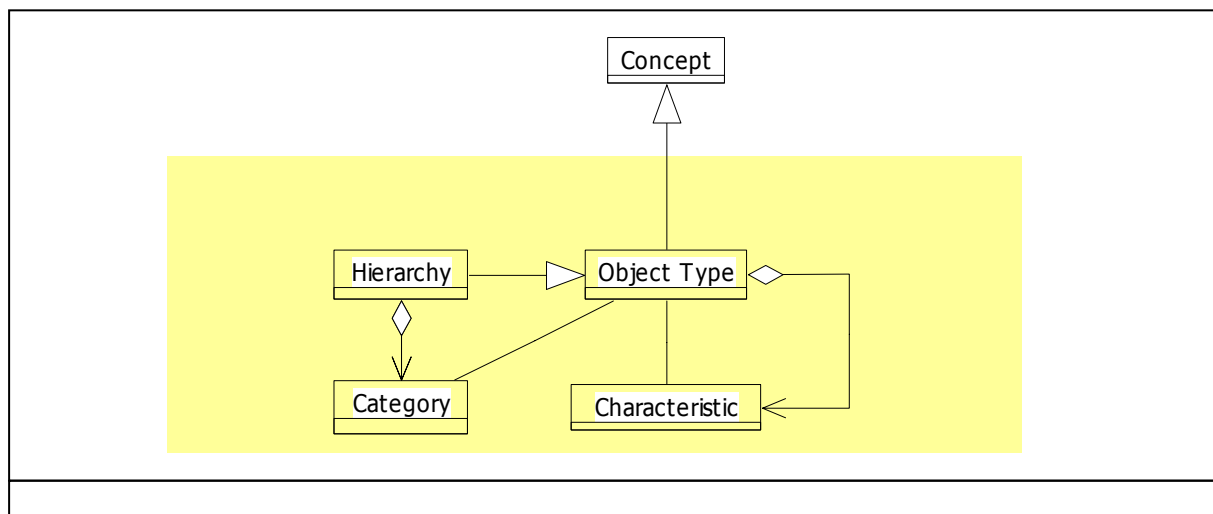 Concept
Hierarchy
Object Type
Category
Characteristic